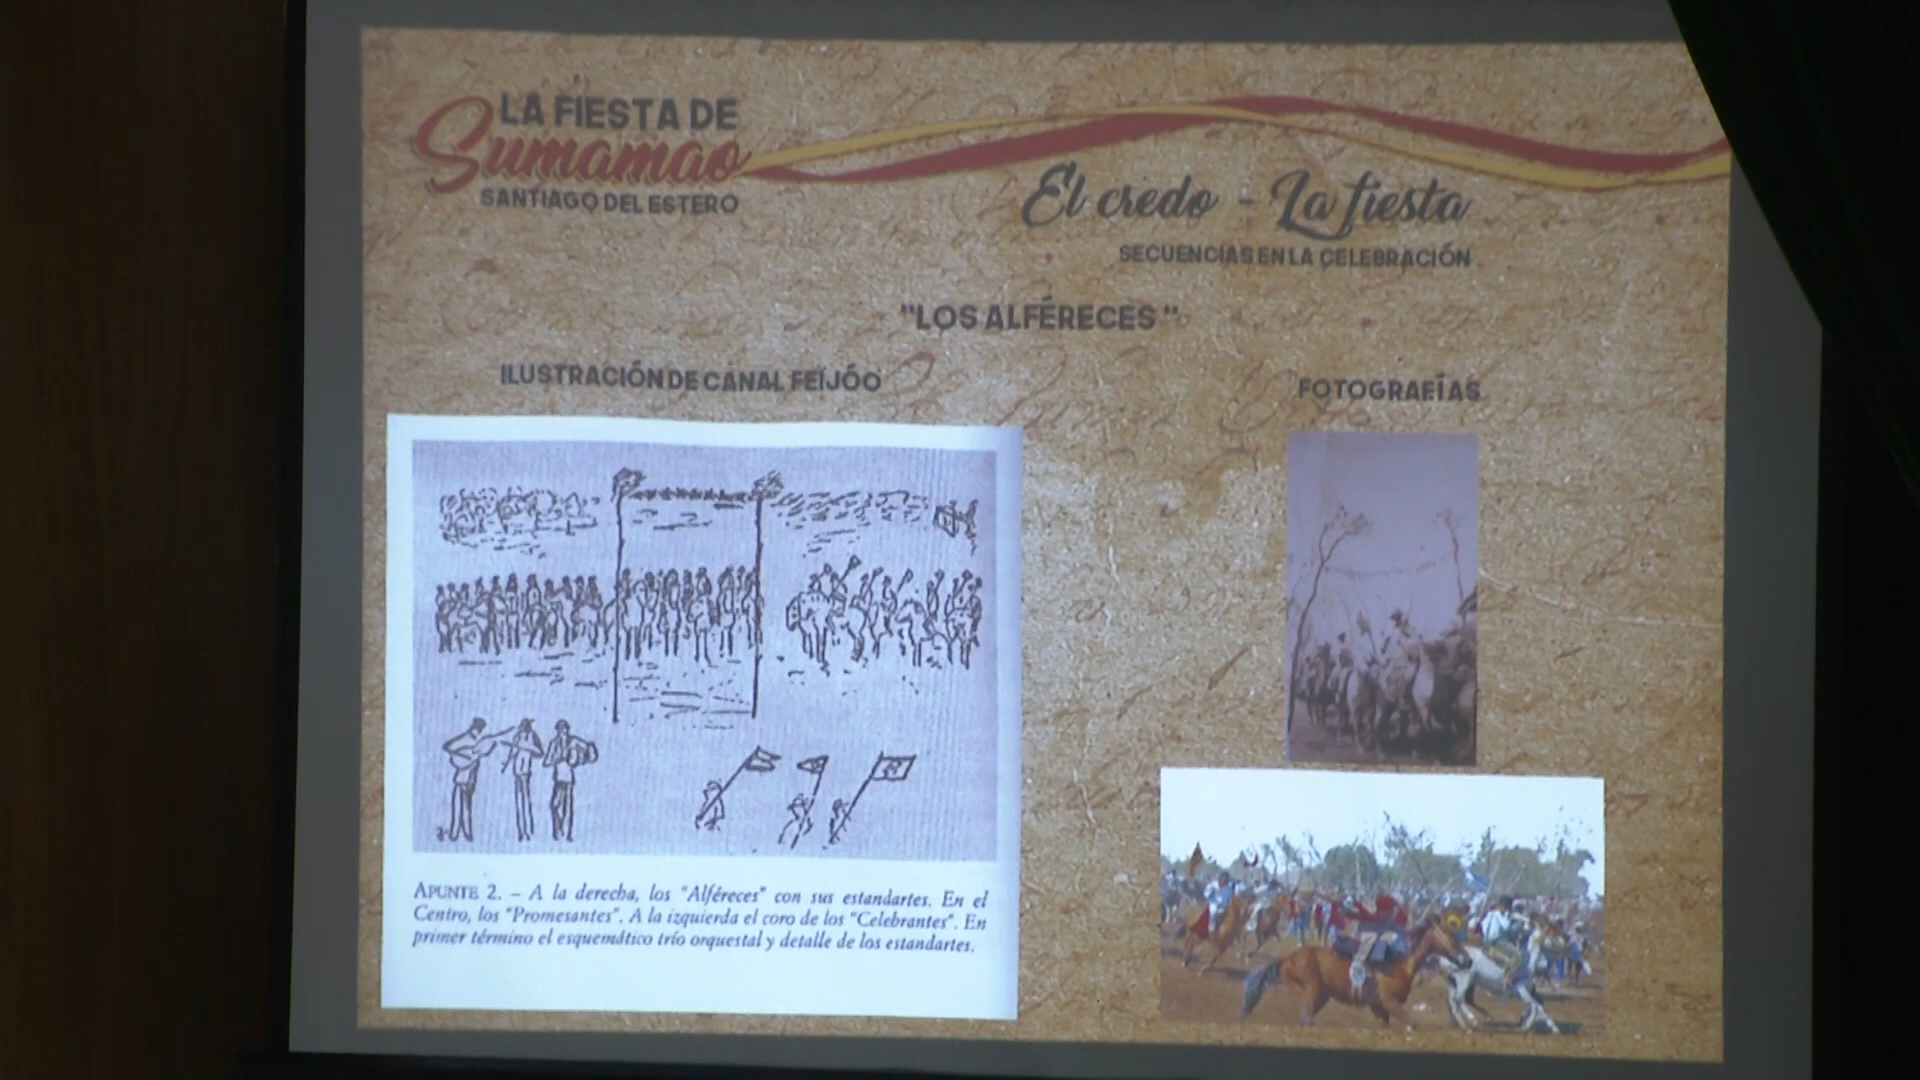 LA FIESTA DE
Sumamao
SANTIAGO DEL ESTERO
El credo - La fiesta
SECUENCIAS EN LA CELEBRACIÓN
"LOS ALFÉRECES"
ILUSTRACIÓN DE CANAL FEIJÓO
FOTOGRAFÍAS
APUNTE 2. – A la derecha, los "Alféreces" con sus estandartes. En el
Centro, los "Promesantes". A la izquierda el coro de los "Celebrantes". En
primer término el esquemático trío orquestal y detalle de los estandartes.